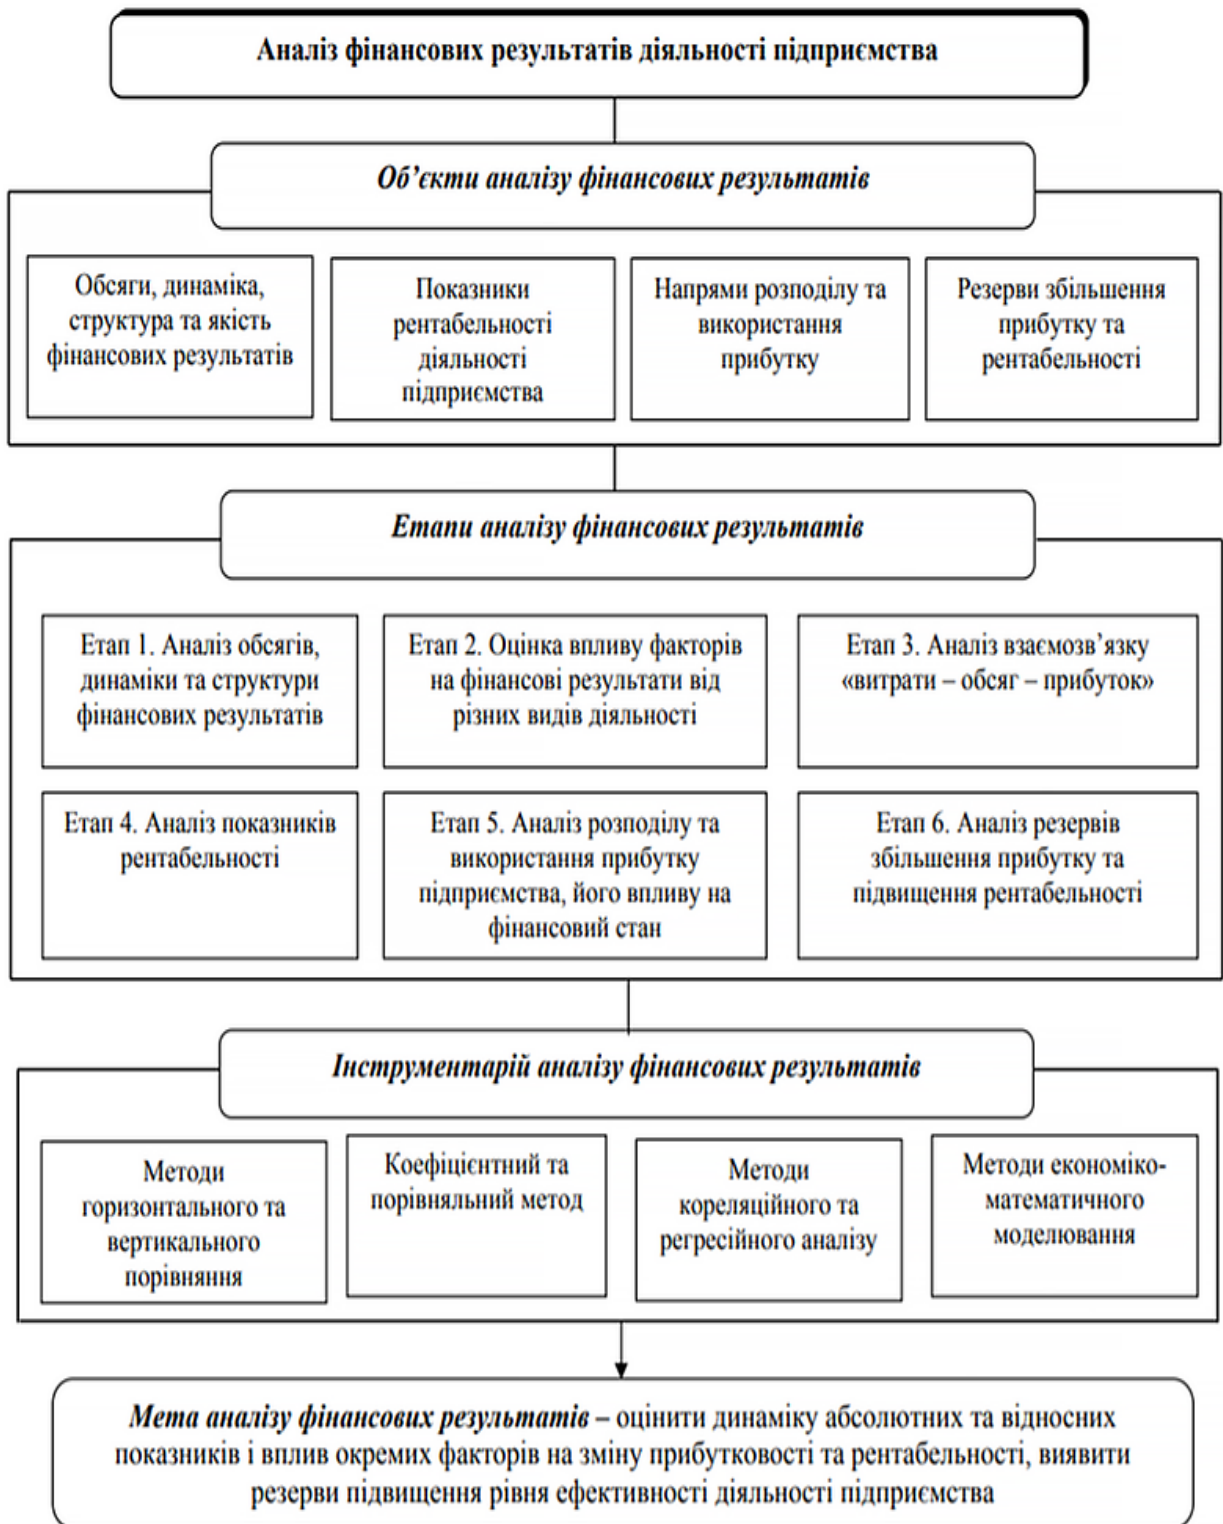 Аналіз фінансових результатів діяльності підприємства
Об’єкти аналізу фінансових результатів
Обсяги, динаміка,
структура та якість
фінансових результатів
Показники
рентабельності
діяльності
підприємства
Напрями розподілу та
використання
прибутку
Резерви збільшення
прибутку та
рентабельності
Етапи аналізу фінансових результатів
Етап 1. Аналіз обсягів,
динаміки та структури
фінансових результатів
Етап 2. Оцінка впливу факторів
на фінансові результати від
різних видів діяльності
Етап 3. Аналіз взаємозв’язку
«витрати – обсяг – прибуток»
Етап 4. Аналіз показників
рентабельності
Етап 5. Аналіз розподілу та
використання прибутку
підприємства, його впливу на
фінансовий стан
Етап 6. Аналіз резервів
збільшення прибутку та
підвищення рентабельності
Інструментарій аналізу фінансових результатів
Методи
горизонтального та
вертикального
порівняння
Коефіцієнтний та
порівняльний метод
Методи
кореляційного та
регресійного аналізу
Методи економіко-
математичного
моделювання
Мета аналізу фінансових результатів – оцінити динаміку абсолютних та відносних
показників і вплив окремих факторів на зміну прибутковості та рентабельності, виявити
резерви підвищення рівня ефективності діяльності підприємства